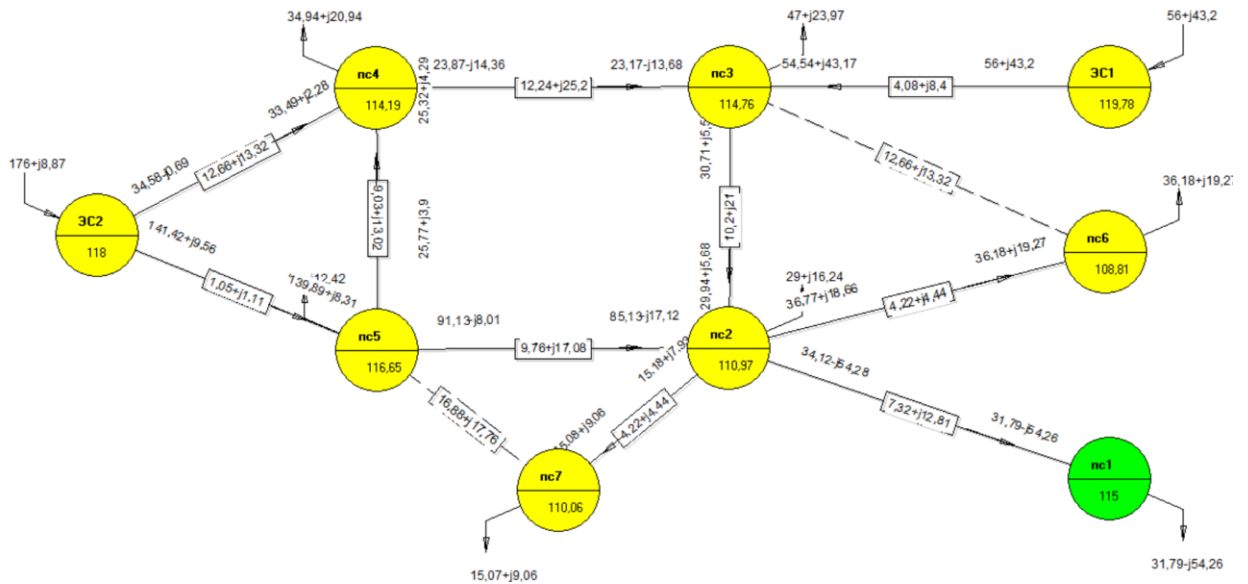 34,94+j20,94
47+j23,97
56+j43,2
пс4
114,19
33,49+j2,28
25,32+j4,29
23,87-j14,36
12,24+j25,2
23,17-j13,68
пс3
114,76
54,54+j43,17
4,08+j8,4
56+j43,2
ЭС1
119,78
176+j8,87
34,58-j0,69
12,66+j13,32
ЭС2
118
141,42+j9,56
1,05+j1,11
139,89+j8,31
9,03+j13,02
25,77+j3,9
30,71+j5,5
10,2+j21
29,94+j5,68
12,66+j13,32
36,18+j19,27
пс6
108,81
36,18+j19,27
4,22+j4,44
29+j16,24
36,77+j18,66
пс5
116,65
91,13-j8,01
9,76+j17,08
85,13-j17,12
пс2
110,97
15,18+j7,99
4,22+j4,44
16,88+j17,76
34,12-j54,28
7,32+j12,81
31,79-j54,26
пс1
115
пс7
110,06
15,07+j9,06
31,79-j54,26